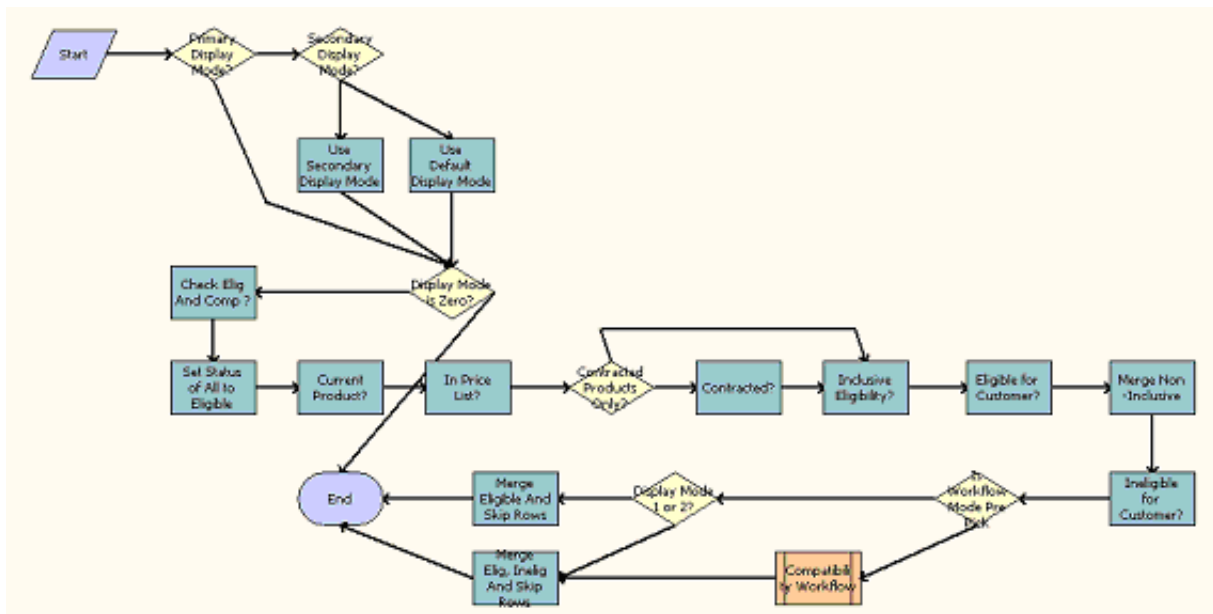 Start
Primary
Display
Mode?
Secondary
Display
Mode?
Use
Secondary
Display Mode
Use
Default
Display Mode
Check Elig
And Comp ?
Display Mode
is Zero?
Set Status
of All to
Eligible
Current
Product?
In Price
List?
Contracted
Products
Only?
Contracted?
Inclusive
Eligibility?
Eligible for
Customer?
Merge Non
-Inclusive
End
Merge
Eligible And
Skip Rows
Display Mode
1 or 2?
Is
Workflow
Mode Pre
Pick
Ineligible
for
Customer?
Merge
Elig, Inelig
And Skip
Rows
Compatibili
ty Workflow